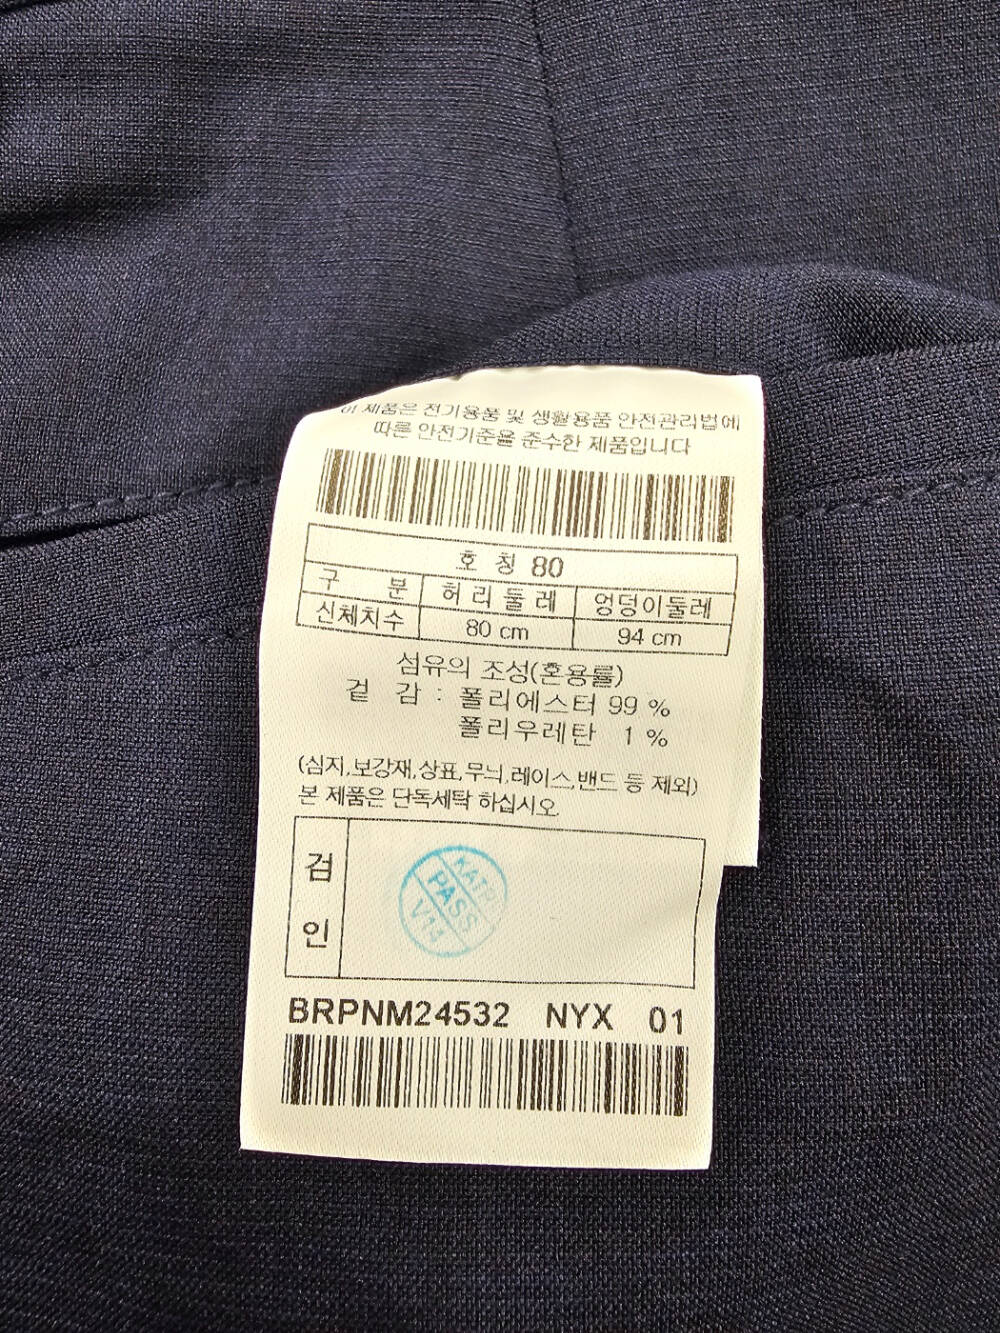 이 제품은 전기용품 및 생활용품 안전관리법에
따른 안전기준을 준수한 제품입니다
호 칭 80
구 분 허 리 둘 레 엉덩이둘레
신체치수 80 cm 94 cm
섬유의 조성(혼용률)
겉 감 : 폴리에스터 99 %
폴리우레탄 1 %
(심지,보강재,상표,무늬,레이스,밴드 등 제외)
본 제품은 단독세탁 하십시오.
검
인
KATRI
PASS
V14
BRPNM24532 NYX 01